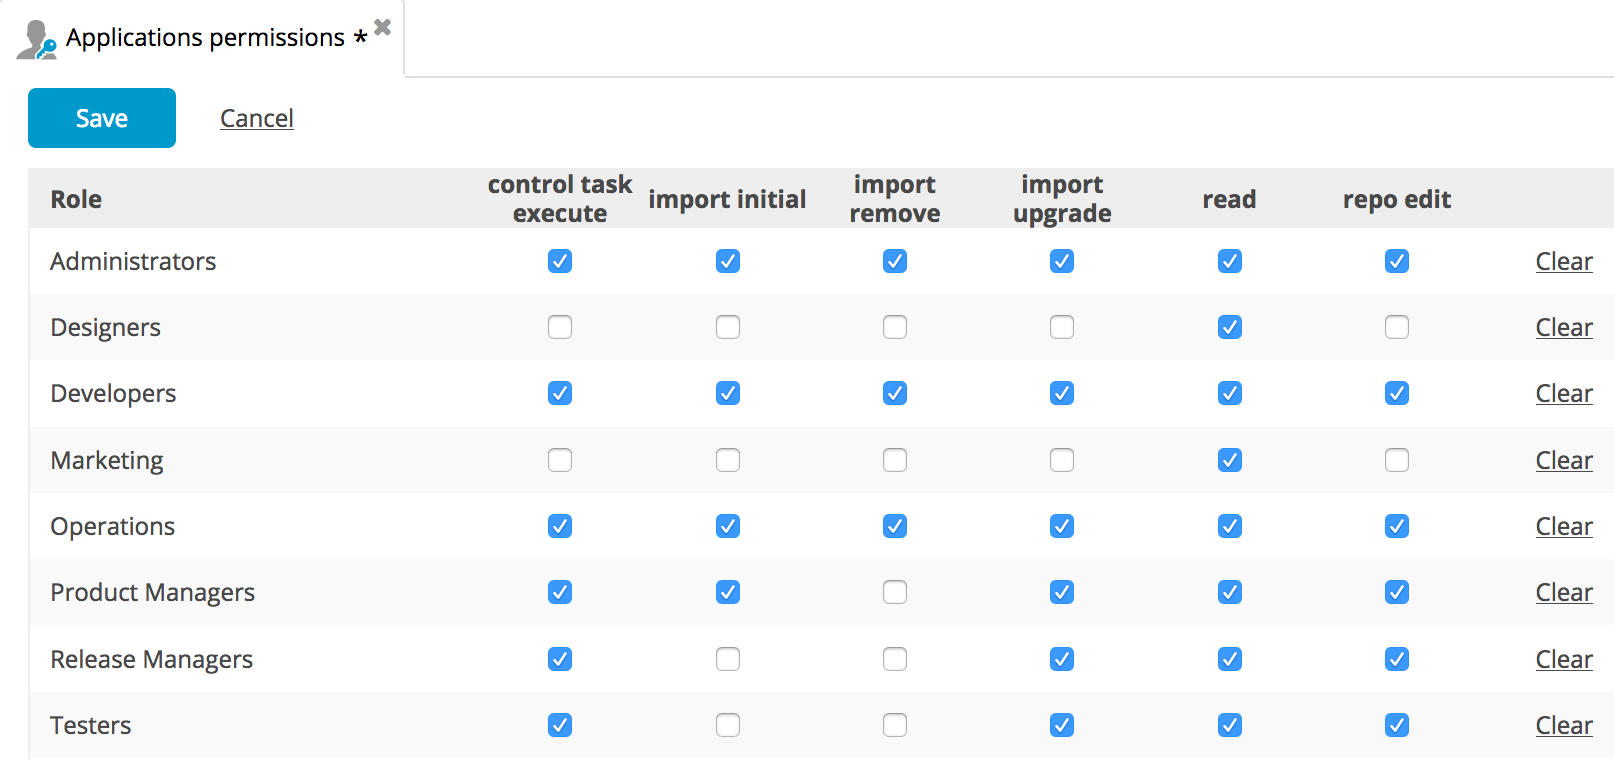 Applications permissions *
Save Cancel
Role control task execute import initial import remove import upgrade read repo edit
Administrators Clear
Designers Clear
Developers Clear
Marketing Clear
Operations Clear
Product Managers Clear
Release Managers Clear
Testers Clear